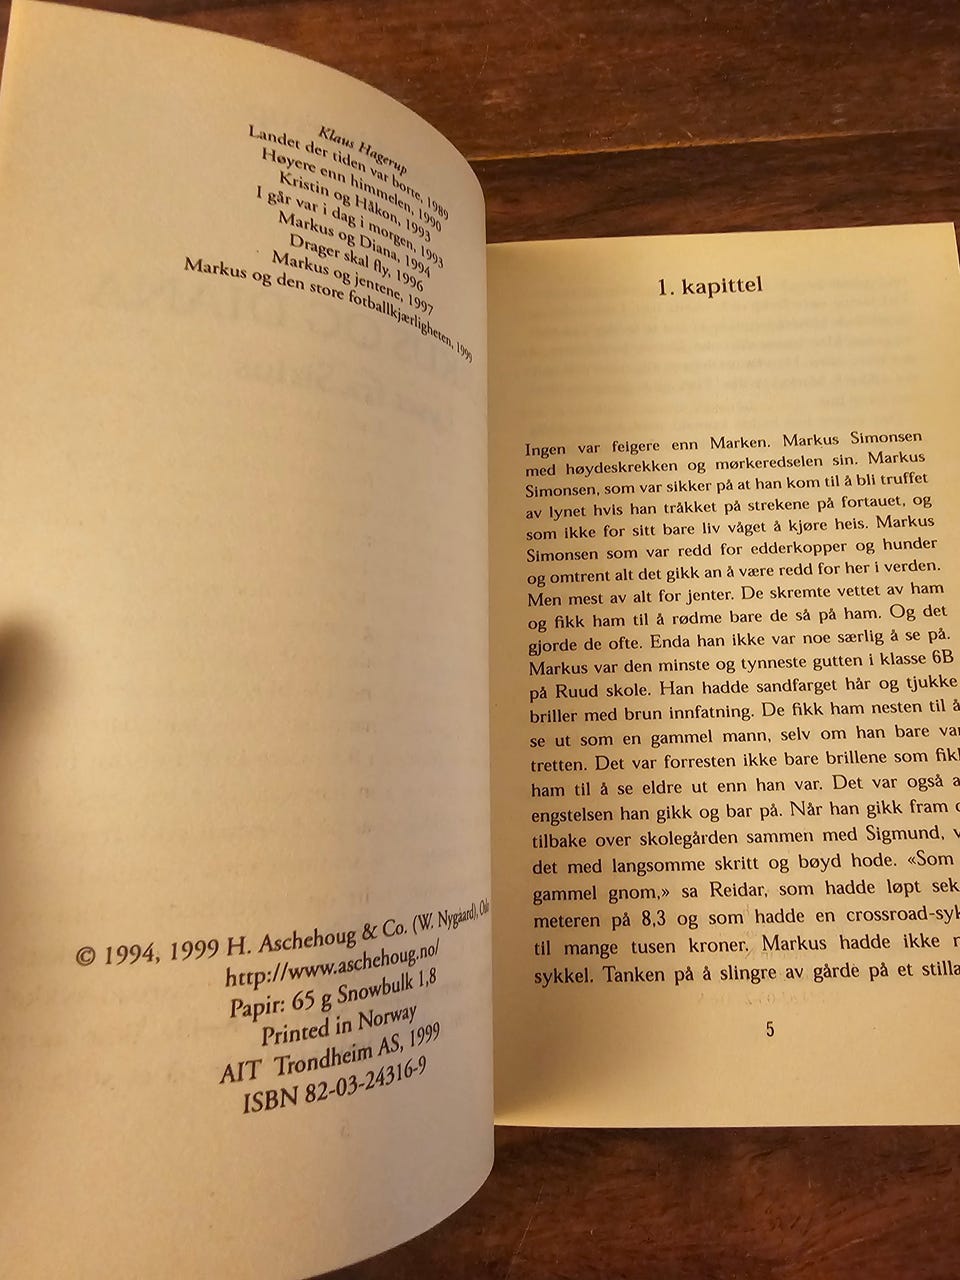 Klaus Hagerup
Landet der tiden var borte, 1989
Høyere enn himmelen, 1990
Kristin og Håkon, 1993
I går var i dag i morgen, 1993
Markus og Diana, 1994
Drager skal fly, 1996
Markus og jentene, 1997
Markus og den store fotballkjærligheten, 1999
© 1994, 1999 H. Aschehoug & Co. (W. Nygaard), Oslo
http://www.aschehoug.no/
Papir: 65 g Snowbulk 1,8
Printed in Norway
AIT Trondheim AS, 1999
ISBN 82-03-24316-9
1. kapittel
Ingen var feigere enn Marken. Markus Simonsen
med høydeskrekken og mørkeredselen sin. Markus
Simonsen, som var sikker på at han kom til å bli truffet
av lynet hvis han tråkket på strekene på fortauet, og
som ikke for sitt bare liv våget å kjøre heis. Markus
Simonsen som var redd for edderkopper og hunder
og omtrent alt det gikk an å være redd for her i verden.
Men mest av alt for jenter. De skremte vettet av ham
og fikk ham til å rødme bare de så på ham. Og det
gjorde de ofte. Enda han ikke var noe særlig å se på.
Markus var den minste og tynneste gutten i klasse 6B
på Ruud skole. Han hadde sandfarget hår og tjukke
briller med brun innfatning. De fikk ham nesten til å
se ut som en gammel mann, selv om han bare var
tretten. Det var forresten ikke bare brillene som fikk
ham til å se eldre ut enn han var. Det var også a
engstelsen han gikk og bar på. Når han gikk fram
tilbake over skolegården sammen med Sigmund, v
det med langsomme skritt og bøyd hode. «Som
gammel gnom,» sa Reidar, som hadde løpt sek
meteren på 8,3 og som hadde en crossroad-syk
til mange tusen kroner. Markus hadde ikke
sykkel. Tanken på å slingre av gårde på et stilla
5